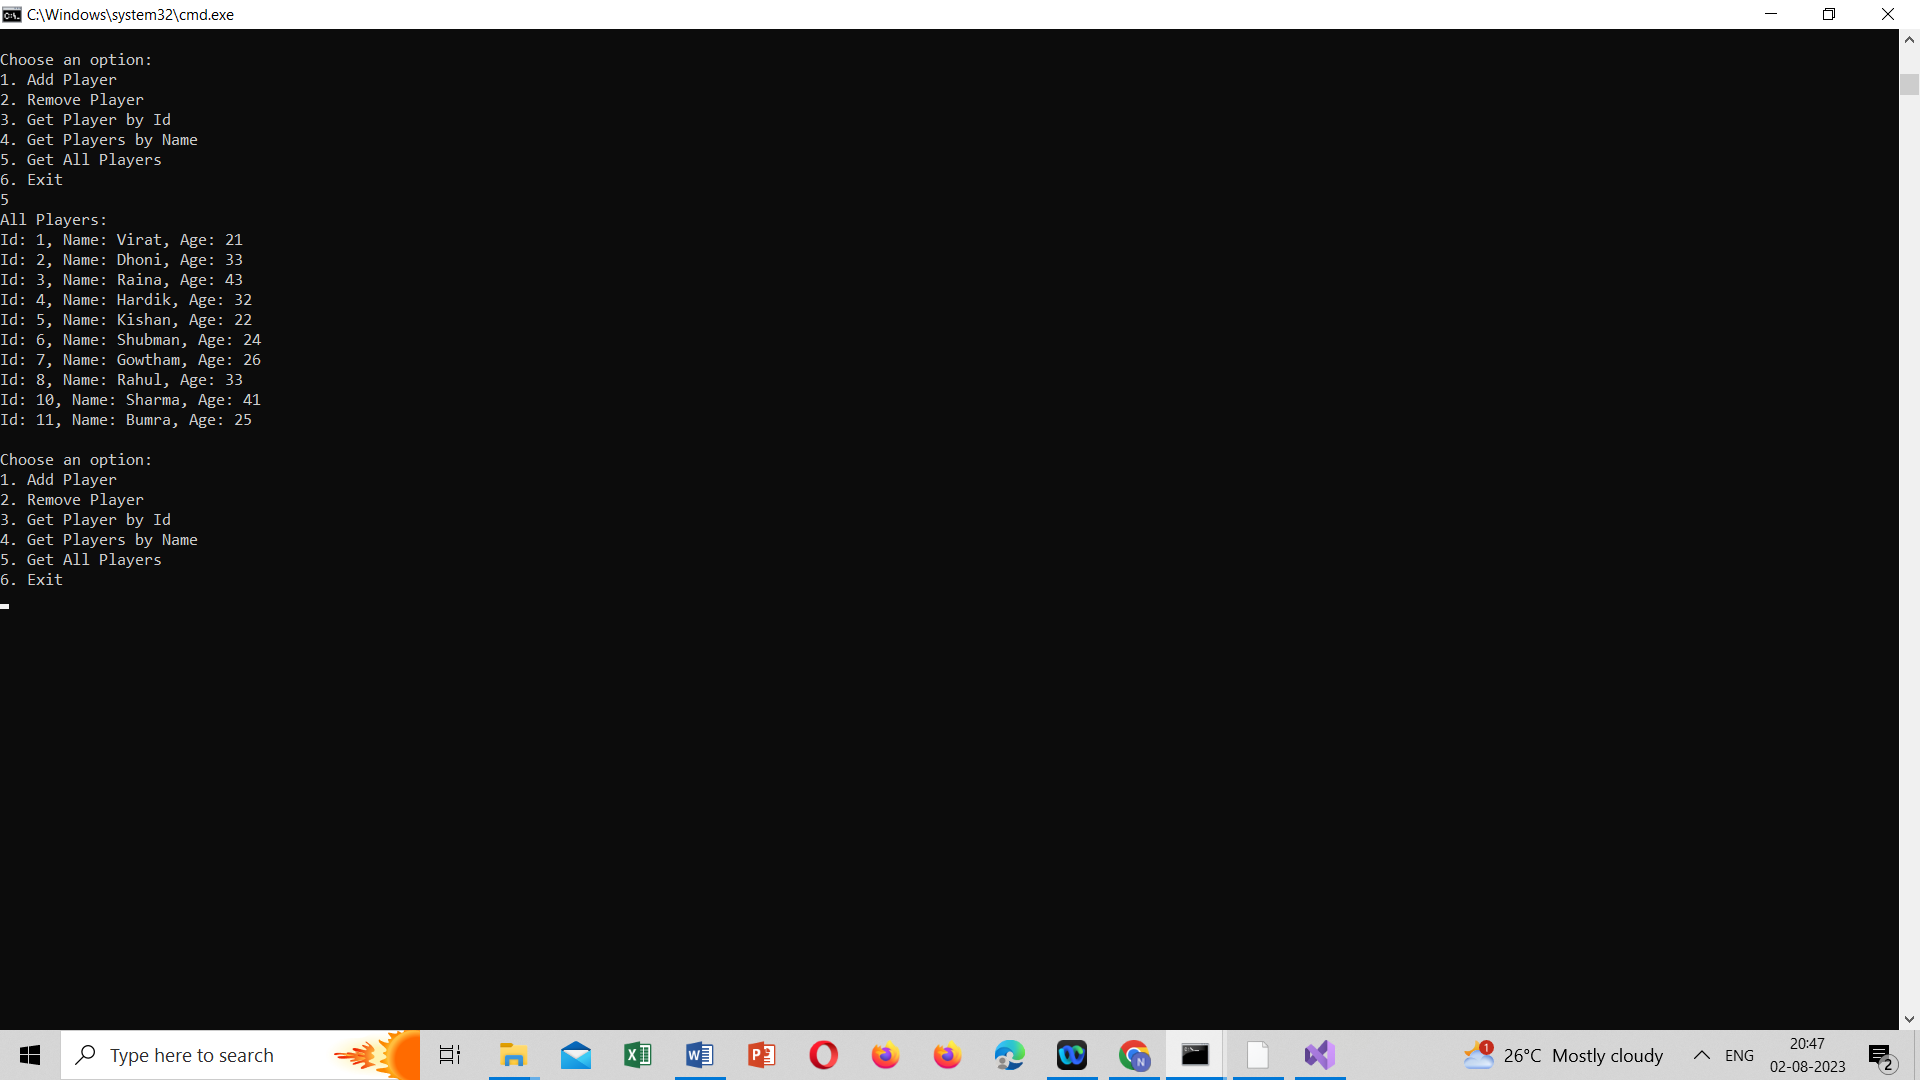 C:\Windows\system32\cmd.exe
Choose an option:
1. Add Player
2. Remove Player
3. Get Player by Id
4. Get Players by Name
5. Get All Players
6. Exit
5
All Players:
Id: 1, Name: Virat, Age: 21
Id: 2, Name: Dhoni, Age: 33
Id: 3, Name: Raina, Age: 43
Id: 4, Name: Hardik, Age: 32
Id: 5, Name: Kishan, Age: 22
Id: 6, Name: Shubman, Age: 24
Id: 7, Name: Gowtham, Age: 26
Id: 8, Name: Rahul, Age: 33
Id: 10, Name: Sharma, Age: 41
Id: 11, Name: Bumra, Age: 25
Choose an option:
1. Add Player
2. Remove Player
3. Get Player by Id
4. Get Players by Name
5. Get All Players
6. Exit
Type here to search
1
26°C Mostly cloudy
ENG
20:47
02-08-2023
2